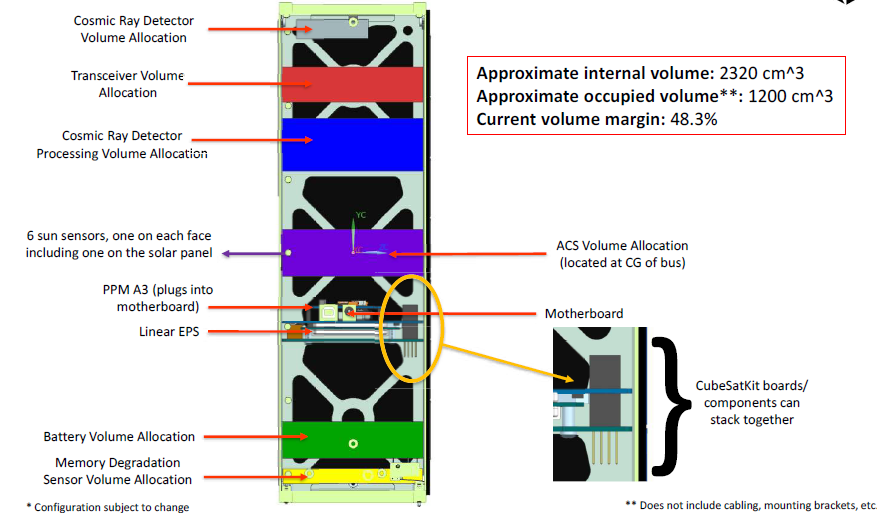 Cosmic Ray Detector
Volume Allocation
Transceiver Volume
Allocation
Cosmic Ray Detector
Processing Volume Allocation
6 sun sensors, one on each face
including one on the solar panel
PPM A3 (plugs into
motherboard)
Linear EPS
Battery Volume Allocation
Memory Degradation
Sensor Volume Allocation
* Configuration subject to change
YC
Approximate internal volume: 2320 cm^3
Approximate occupied volume**: 1200 cm^3
Current volume margin: 48.3%
ACS Volume Allocation
(located at CG of bus)
Motherboard
CubeSatKit boards/
components can
stack together
** Does not include cabling, mounting brackets, etc